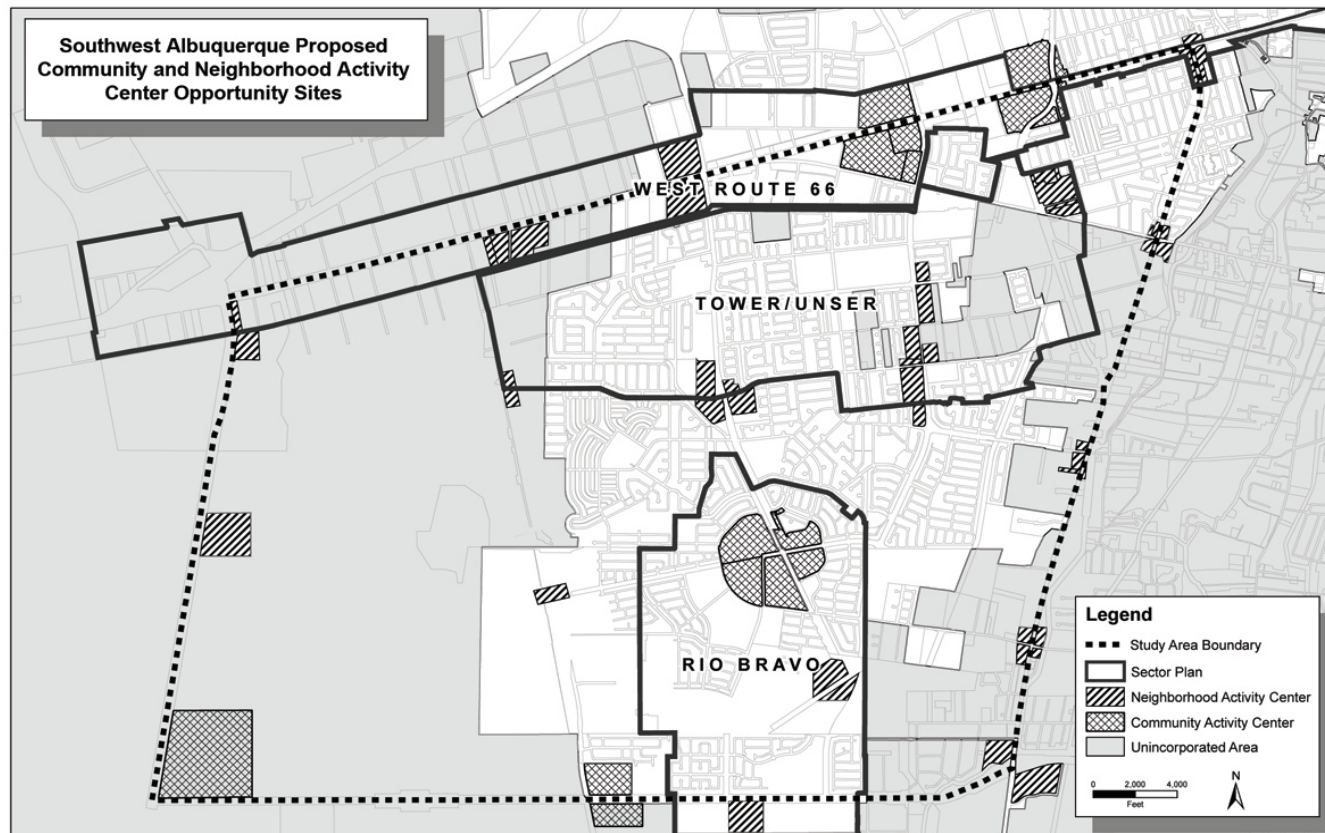 Southwest Albuquerque Proposed
Community and Neighborhood Activity
Center Opportunity Sites
WEST ROUTE 66
TOWER/UNSER
RIO BRAVO
Legend
Study Area Boundary
Sector Plan
Neighborhood Activity Center
Community Activity Center
Unincorporated Area
0 2,000 4,000
Feet
N